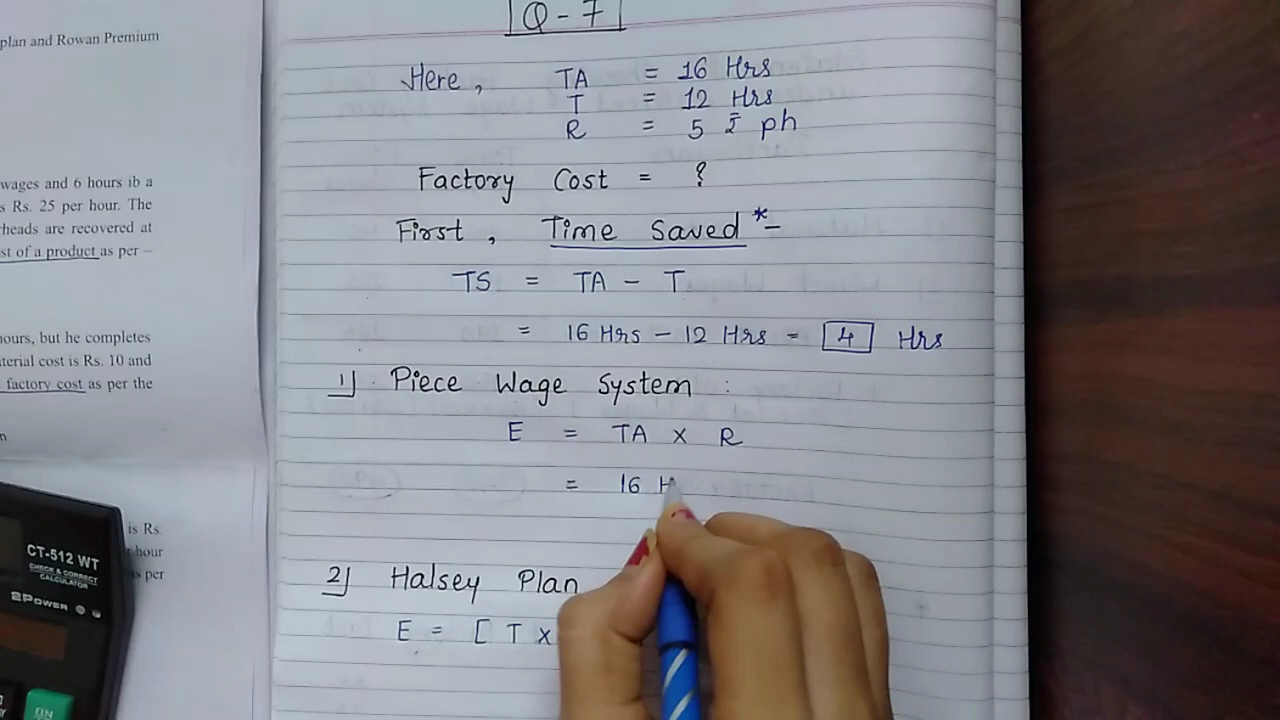 plan and Rowan Premium
wages and 6 hours ib a
s Rs. 25 per hour. The
rheads are recovered at
st of a product as per –
hours, but he completes
terial cost is Rs. 10 and
factory cost as per the
n
is Rs
hour
as per
CT-512 WT
CHECK & CORRECT
CALCULATOR
2POWER
ON
Q - 7
Here, TA = 16 Hrs
T = 12 Hrs
R = 5 ₹ ph
Factory Cost = ?
First, Time Saved *-
TS = TA - T
= 16 Hrs - 12 Hrs = 4 Hrs
1) Piece Wage System :
E = TA x R
= 16 H
2) Halsey Plan
E = [ T x